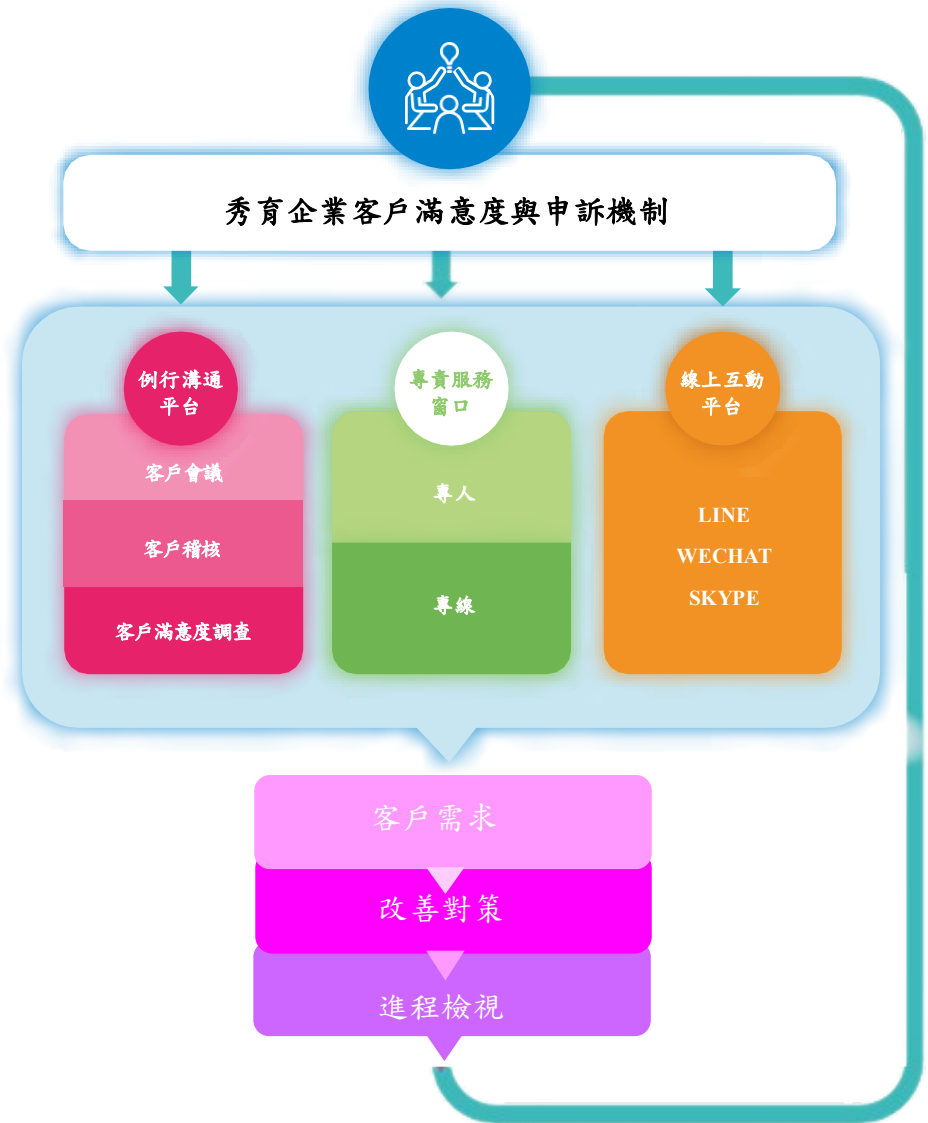 秀育企業客戶滿意度與申訴機制
例行溝通
平台
客戶會議
客戶稽核
客戶滿意度調查
專責服務
窗口
專人
專線
線上互動
平台
LINE
WECHAT
SKYPE
客戶需求
改善對策
進程檢視